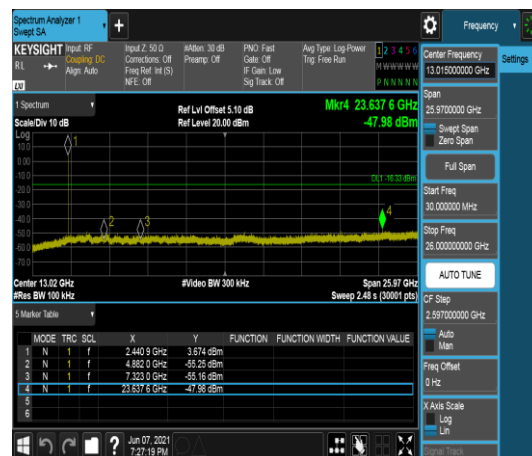 Spectrum Analyzer 1
Swept SA
+
Frequency
KEYSIGHT
RL
LXI
Input: RF
Coupling: DC
Align: Auto
Input Z: 50 Ω
Corrections: Off
Freq Ref: Int (S)
NFE: Off
#Atten: 30 dB
Preamp: Off
PNO: Fast
Gate: Off
IF Gain: Low
Sig Track: Off
Avg Type: Log-Power
Trig: Free Run
1 2 3 4 5 6
M W W W W W
P N N N N N
1 Spectrum
Scale/Div 10 dB
Ref Lvl Offset 5.10 dB
Ref Level 20.00 dBm
Mkr4 23.637 6 GHz
-47.98 dBm
Log
10.0
0.00
-10.0
-20.0
-30.0
-40.0
-50.0
-60.0
-70.0
1
2
3
4
DL1 -16.33 dBm
Center 13.02 GHz
#Res BW 100 kHz
#Video BW 300 kHz
Span 25.97 GHz
Sweep 2.48 s (30001 pts)
5 Marker Table
MODE TRC SCL X Y FUNCTION FUNCTION WIDTH FUNCTION VALUE
1 N 1 f 2.440 9 GHz 3.674 dBm
2 N 1 f 4.882 0 GHz -55.25 dBm
3 N 1 f 7.323 0 GHz -55.16 dBm
4 N 1 f 23.637 6 GHz -47.98 dBm
5
6
Jun 07, 2021
7:27:19 PM
?
Center Frequency
13.015000000 GHz
Settings
Span
25.9700000 GHz
Swept Span
Zero Span
Full Span
Start Freq
30.000000 MHz
Stop Freq
26.000000000 GHz
AUTO TUNE
CF Step
2.597000000 GHz
Auto
Man
Freq Offset
0 Hz
X Axis Scale
Log
Lin
Signal Track